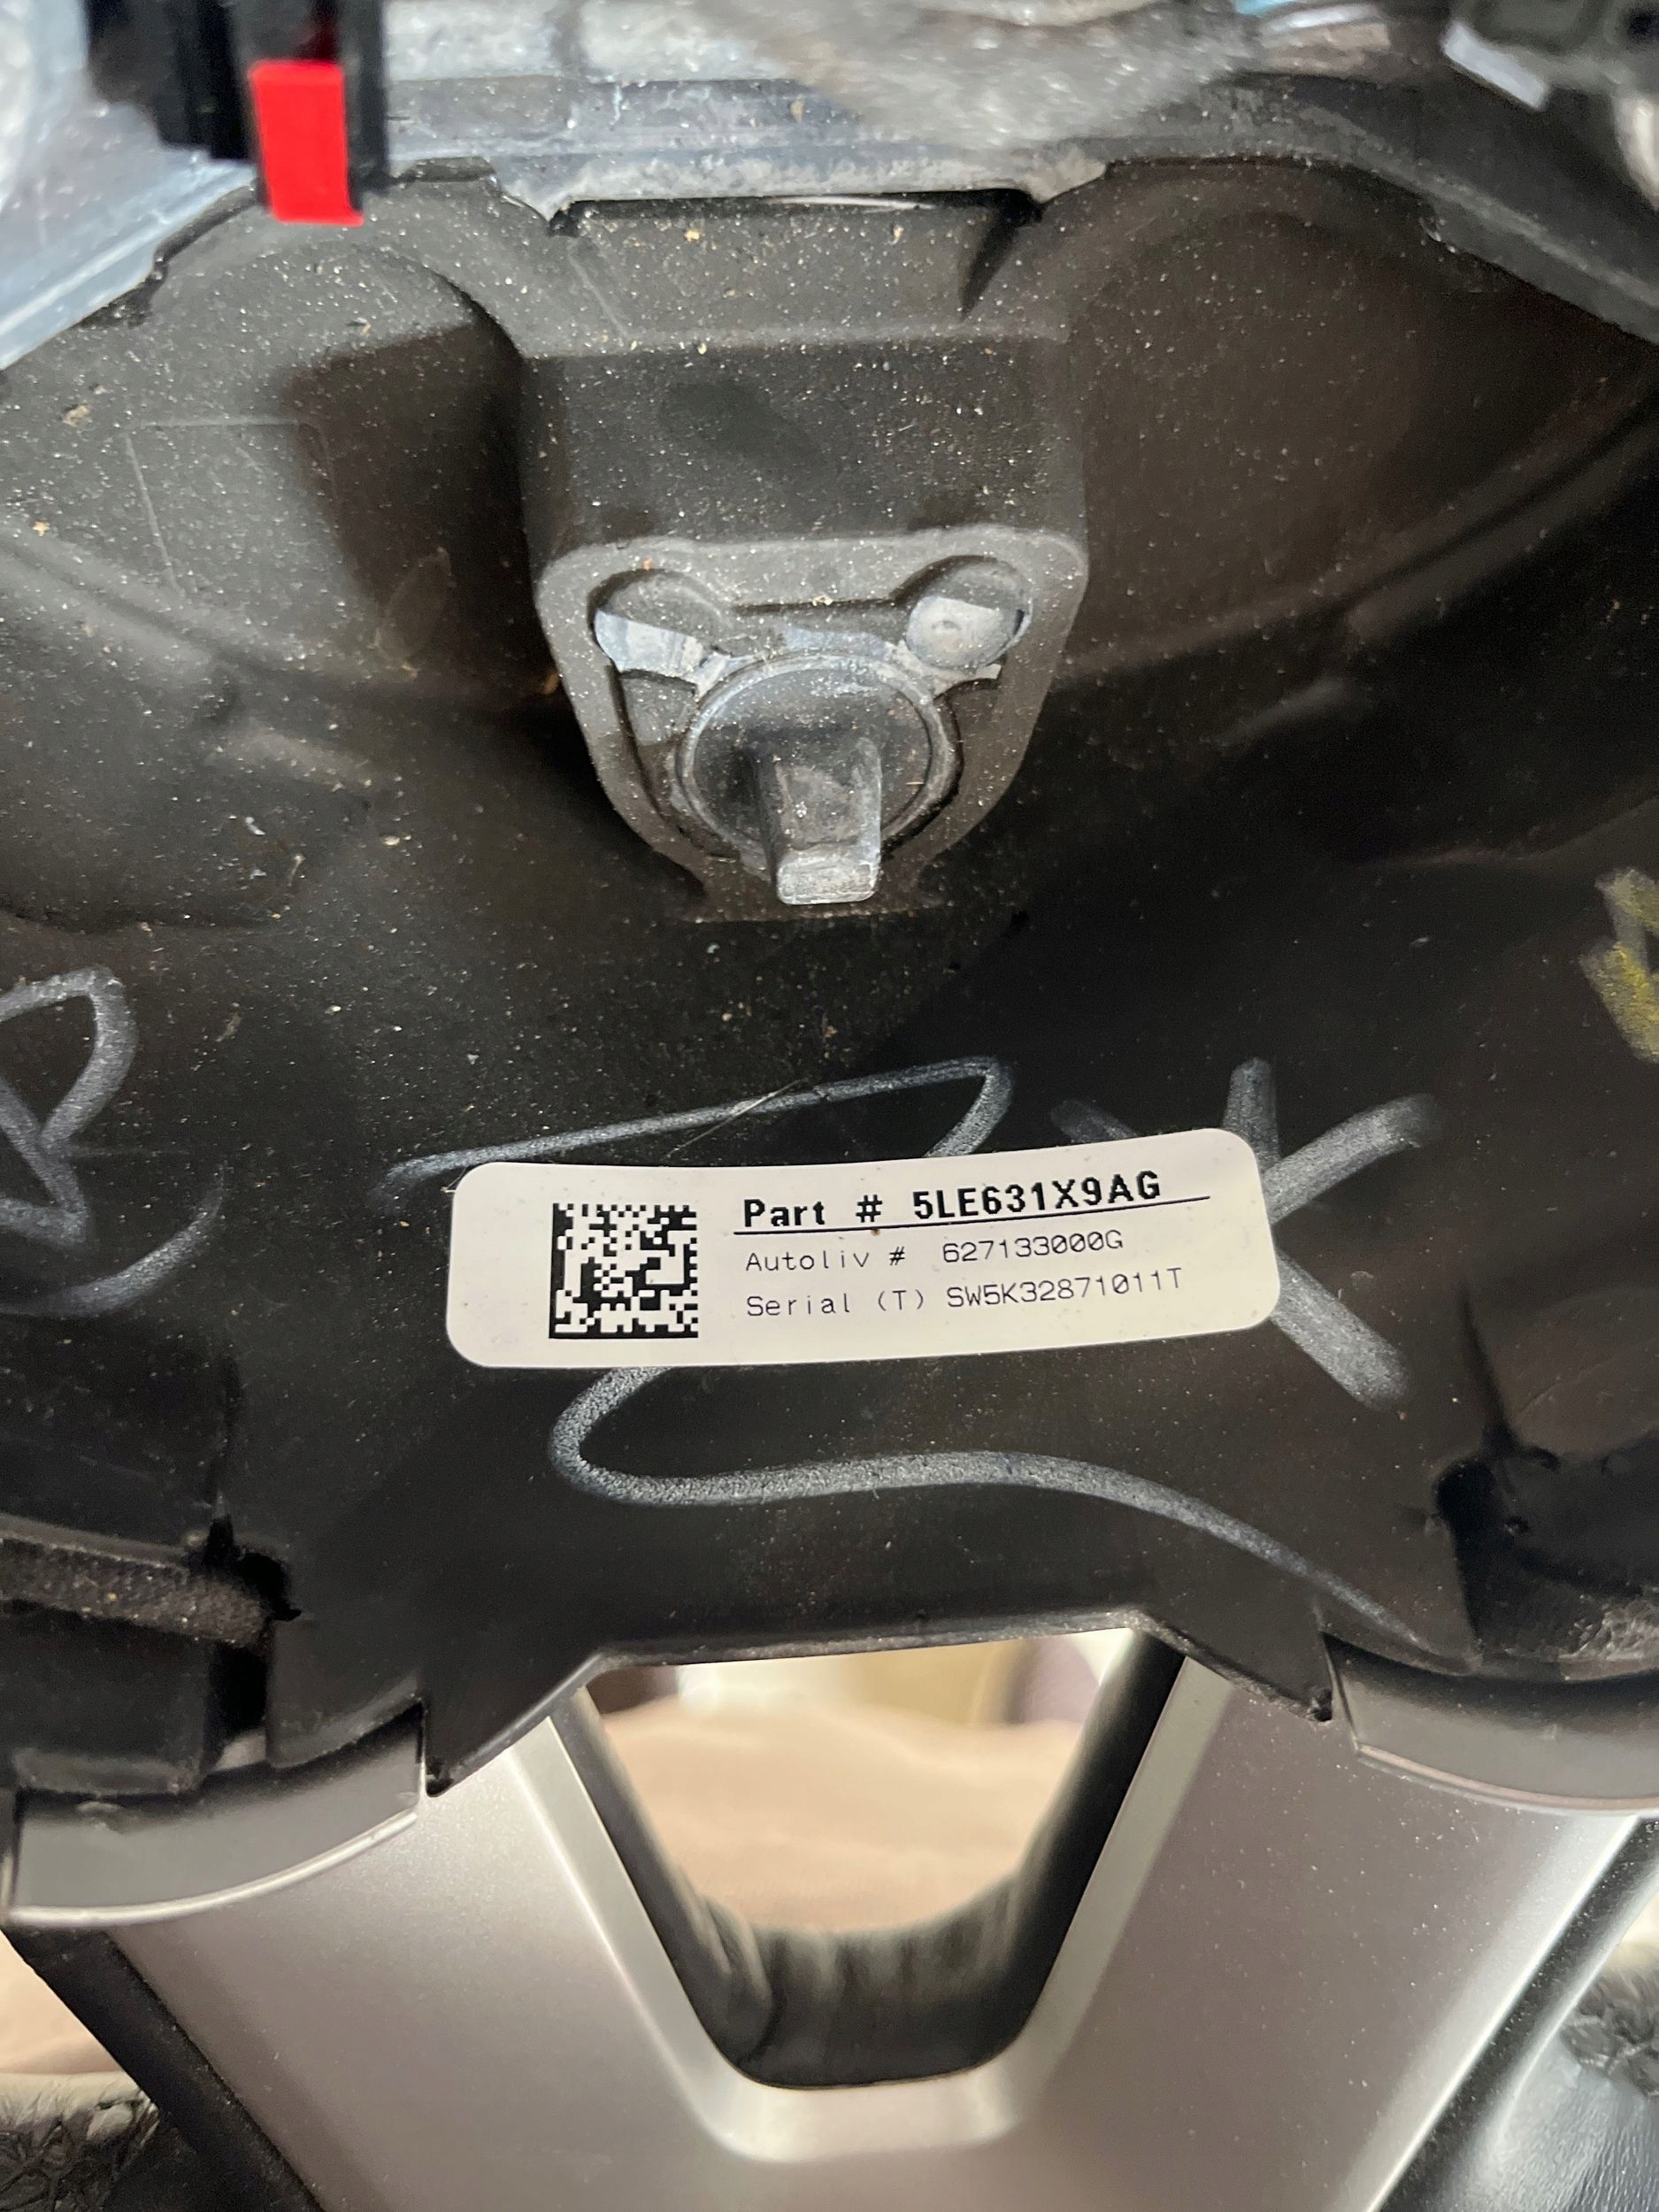 Part # 5LE631X9AG
Autoliv # 627133000G
Serial (T) SW5K32871011T